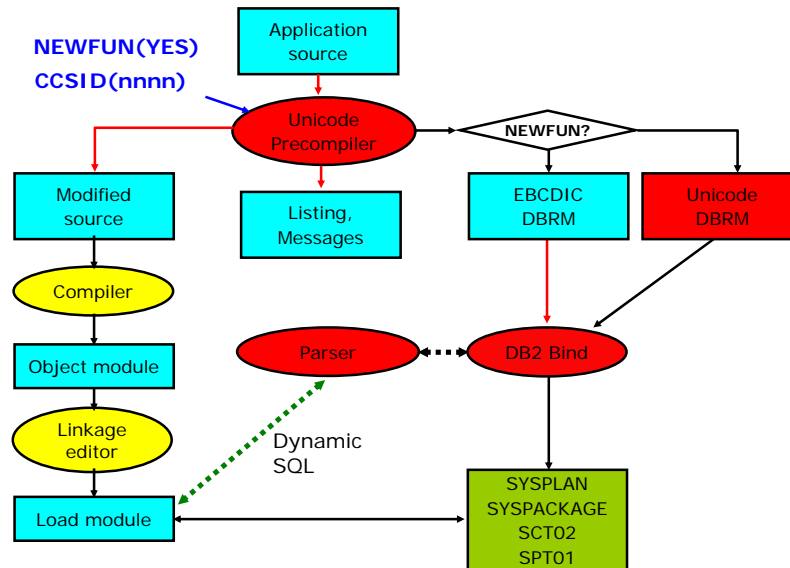 NEWFUN(YES)
CCSID(nnnn)
Application
source
Unicode
Precompiler
NEWFUN?
Modified
source
Listing,
Messages
EBCDIC
DBRM
Unicode
DBRM
Compiler
Object module
Parser
DB2 Bind
Linkage
editor
Dynamic
SQL
Load module
SYSPLAN
SYSPACKAGE
SCT02
SPT01